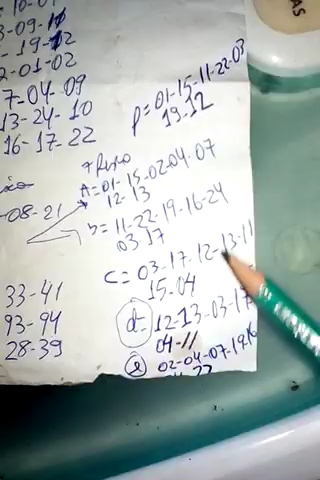 3-09-11
- 19-12
2-01-02
7-04-09
13-24-10
16-17-22
-08-21
33-41
93-94
28-39
P=01-15-11-22-03
19-12
A=01-15-02-04-07
12-13
b=11-22-19-16-24
03-17
C=03-17-12-13-11
15-04
d=12-13-03-17
04-11
02-04-07-19-16
AS